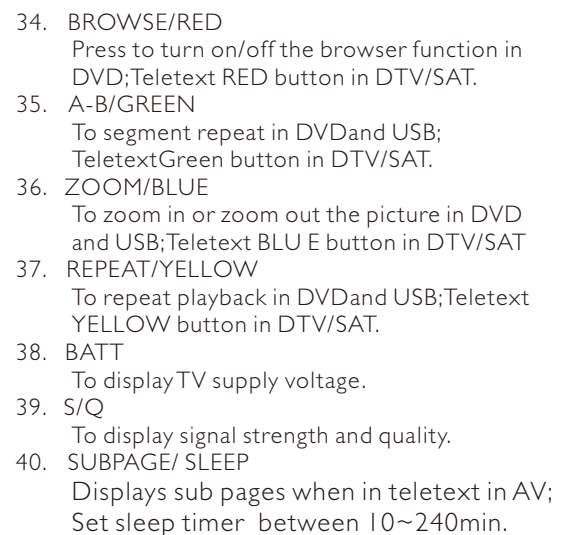 34. BROWSE/RED
Press to turn on/off the browser function in
DVD;Teletext RED button in DTV/SAT.
35. A-B/GREEN
To segment repeat in DVDand USB;
TeletextGreen button in DTV/SAT.
36. ZOOM/BLUE
To zoom in or zoom out the picture in DVD
and USB;Teletext BLU E button in DTV/SAT
37. REPEAT/YELLOW
To repeat playback in DVDand USB;Teletext
YELLOW button in DTV/SAT.
38. BATT
To display TV supply voltage.
39. S/Q
To display signal strength and quality.
40. SUBPAGE/ SLEEP
Displays sub pages when in teletext in AV;
Set sleep timer between 10~240min.